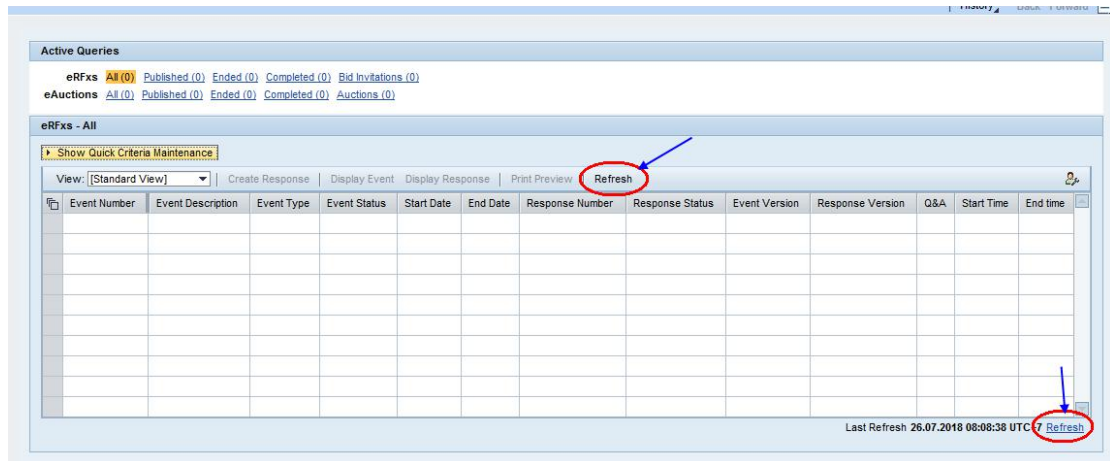 History Back Forward
Active Queries
eRFxs All (0) Published (0) Ended (0) Completed (0) Bid Invitations (0)
eAuctions All (0) Published (0) Ended (0) Completed (0) Auctions (0)
eRFxs - All
Show Quick Criteria Maintenance
View: [Standard View] Create Response Display Event Display Response Print Preview Refresh
Event Number Event Description Event Type Event Status Start Date End Date Response Number Response Status Event Version Response Version Q&A Start Time End time
Last Refresh 26.07.2018 08:08:38 UTC-7 Refresh